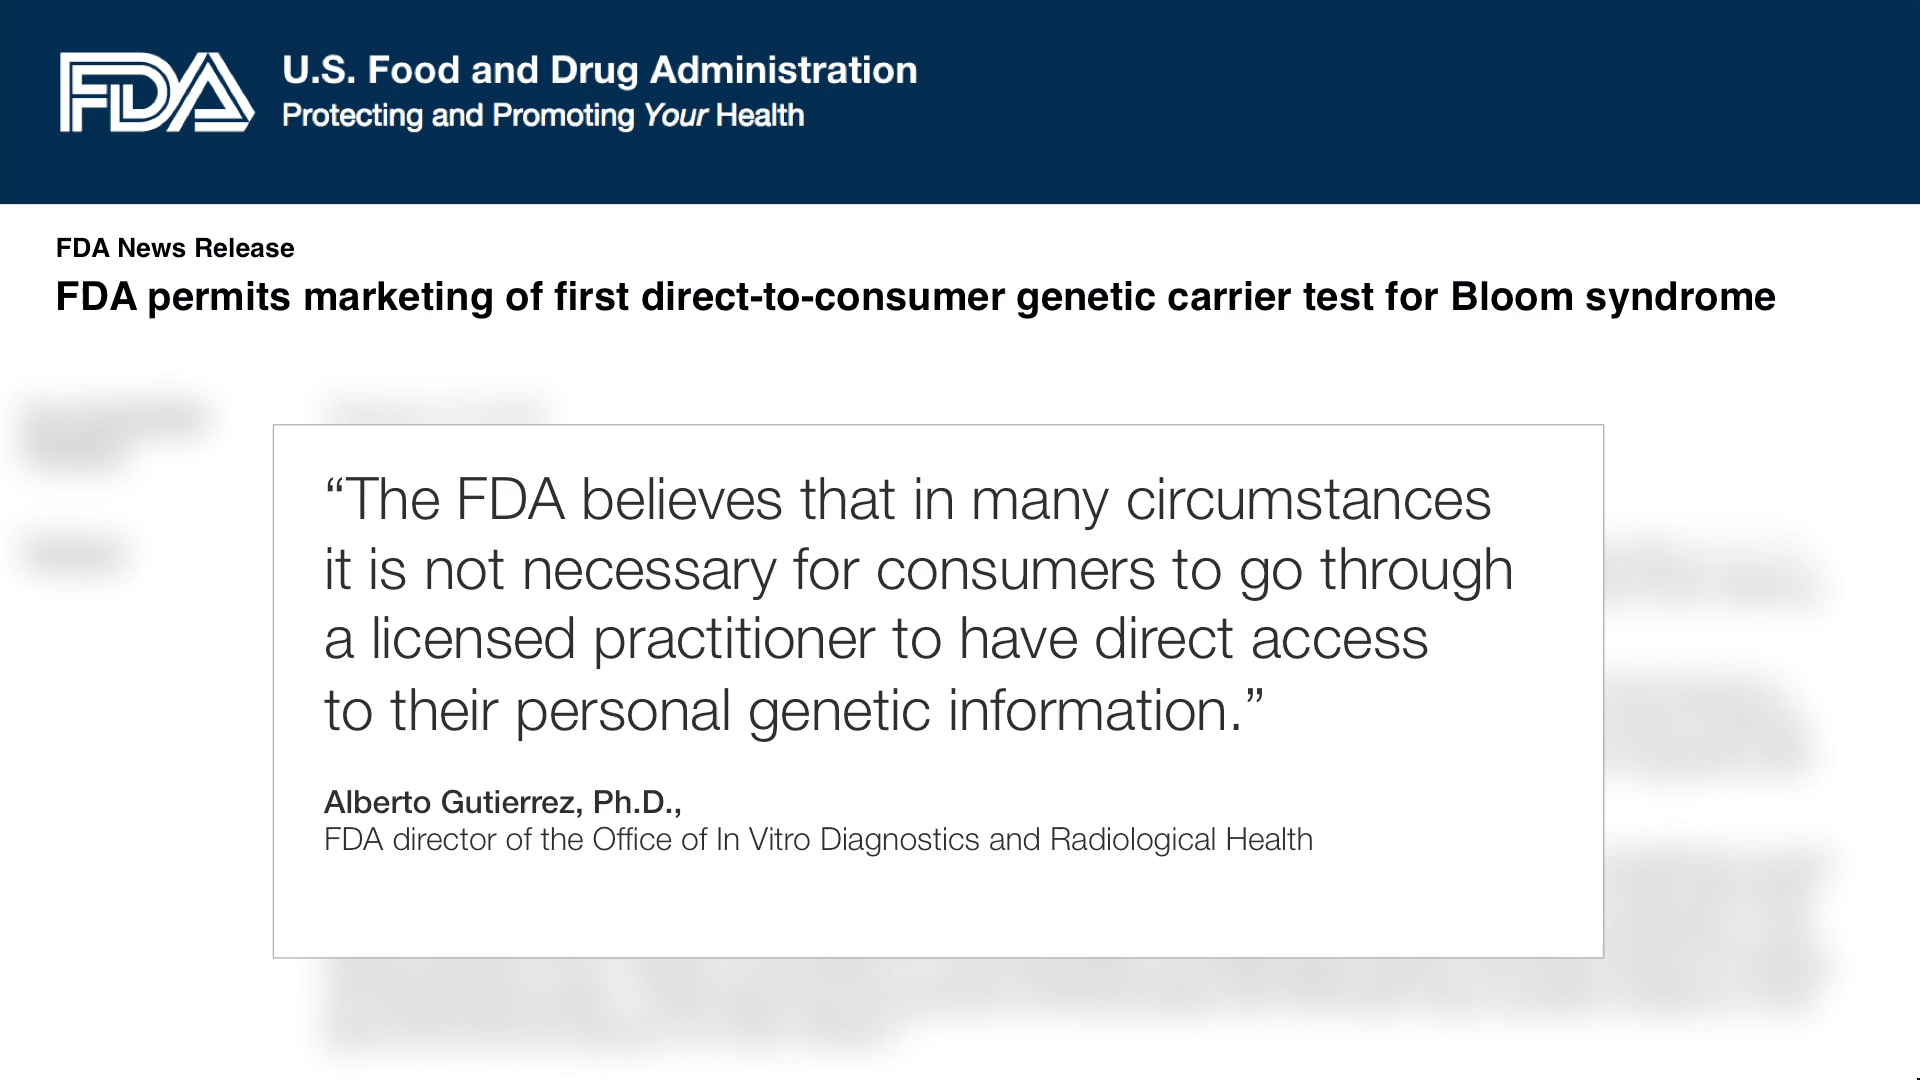 FDA
U.S. Food and Drug Administration
Protecting and Promoting Your Health
FDA News Release
FDA permits marketing of first direct-to-consumer genetic carrier test for Bloom syndrome
“The FDA believes that in many circumstances
it is not necessary for consumers to go through
a licensed practitioner to have direct access
to their personal genetic information.”
Alberto Gutierrez, Ph.D.,
FDA director of the Office of In Vitro Diagnostics and Radiological Health